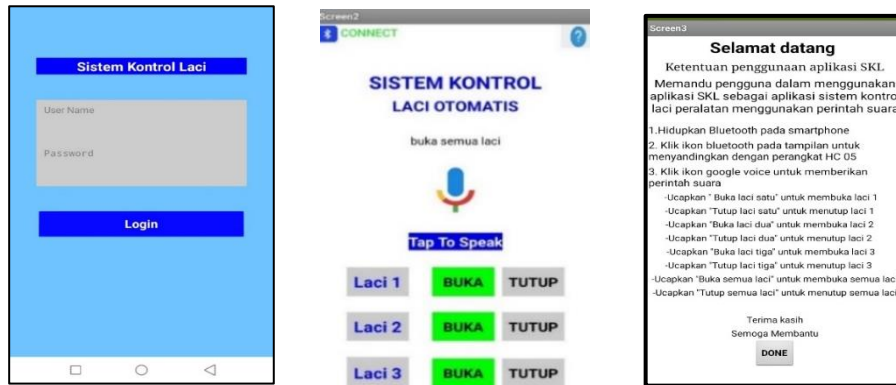 Sistem Kontrol Laci
User Name
Password
Login
Screen2
CONNECT
?
SISTEM KONTROL
LACI OTOMATIS
buka semua laci
Tap To Speak
Laci 1 BUKA TUTUP
Laci 2 BUKA TUTUP
Laci 3 BUKA TUTUP
Screen3
Selamat datang
Ketentuan penggunaan aplikasi SKL
Memandu pengguna dalam menggunakan
aplikasi SKL sebagai aplikasi sistem kontro
laci peralatan menggunakan perintah suara
1.Hidupkan Bluetooth pada smartphone
2. Klik ikon bluetooth pada tampilan untuk
menyandingkan dengan perangkat HC 05
3. Klik ikon google voice untuk memberikan
perintah suara
-Ucapkan " Buka laci satu" untuk membuka laci 1
-Ucapkan "Tutup laci satu" untuk menutup laci 1
-Ucapkan "Buka laci dua" untuk membuka laci 2
-Ucapkan "Tutup laci dua" untuk menutup laci 2
-Ucapkan "Buka laci tiga" untuk membuka laci 3
-Ucapkan "Tutup laci tiga" untuk menutup laci 3
-Ucapkan "Buka semua laci" untuk membuka semua lac
-Ucapkan "Tutup semua laci" untuk menutup semua laci
Terima kasih
Semoga Membantu
DONE